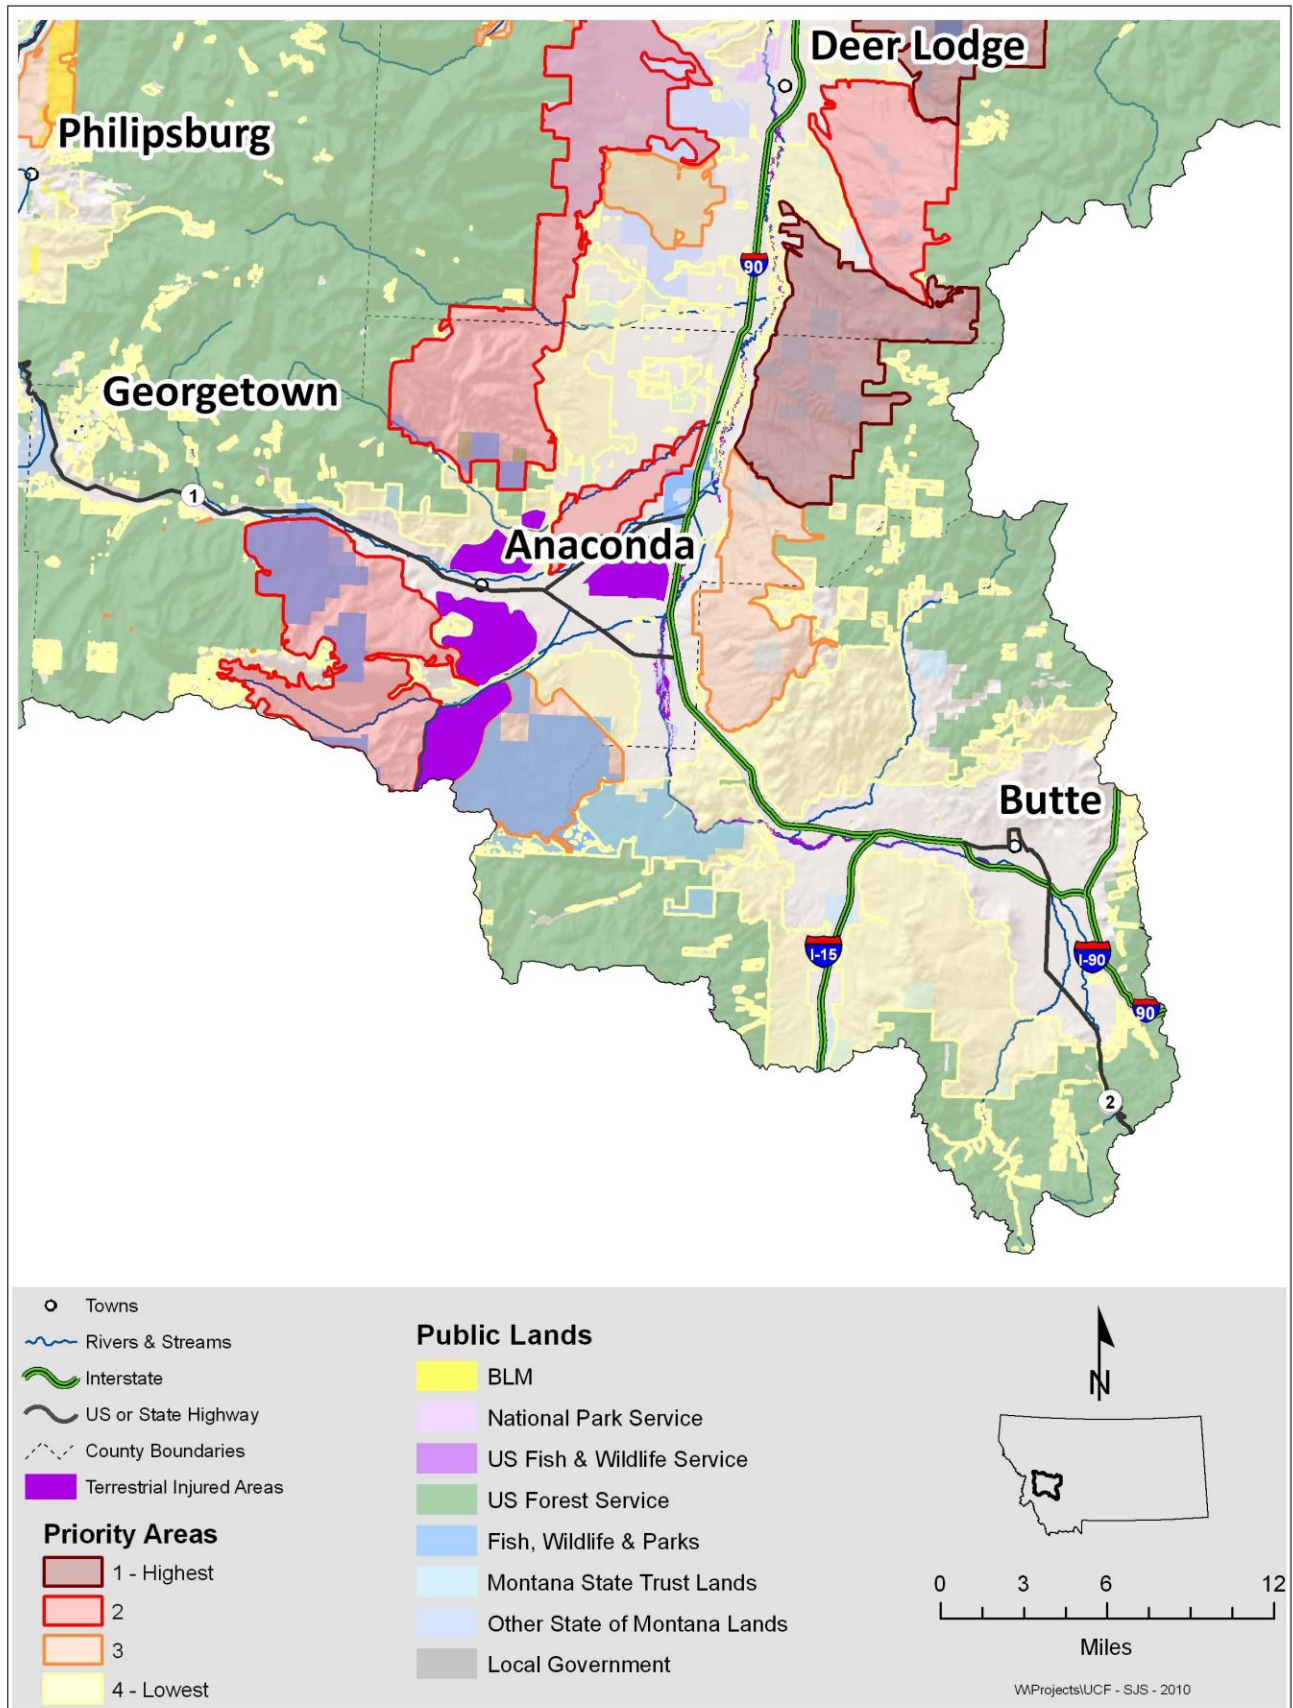 Deer Lodge
Philipsburg
90
Georgetown
1
Anaconda
Butte
I-15
I-90
90
2
Towns
Rivers & Streams
Interstate
US or State Highway
County Boundaries
Terrestrial Injured Areas
Priority Areas
1 - Highest
2
3
4 - Lowest
Public Lands
BLM
National Park Service
US Fish & Wildlife Service
US Forest Service
Fish, Wildlife & Parks
Montana State Trust Lands
Other State of Montana Lands
Local Government
N
0 3 6 12
Miles
W\Projects\UCF - SJS - 2010